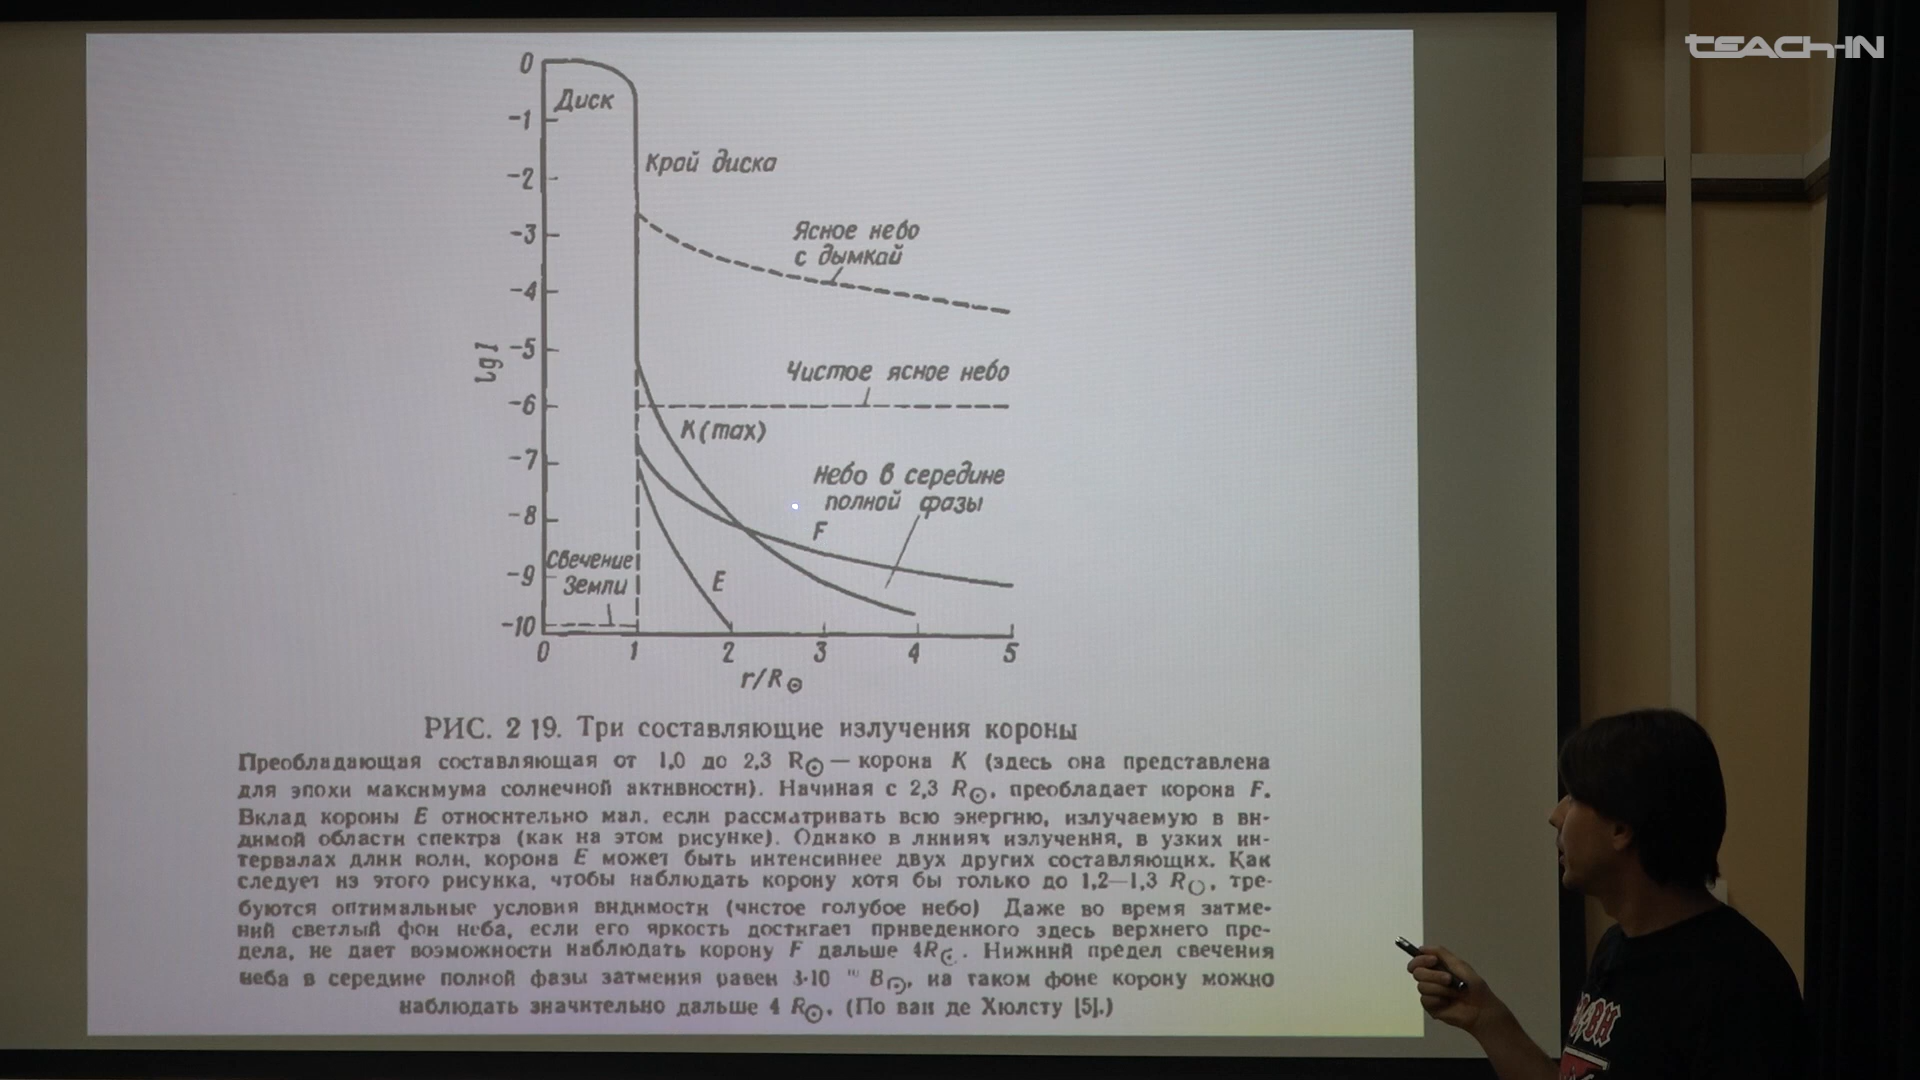 TEACH-IN
0
Диск
-1
Край диска
-2
-3
Ясное небо
с дымкой
-4
lg I
-5
Чистое ясное небо
-6
K(max)
-7
Небо в середине
полной фазы
-8
F
Свечение
Земли
-9
E
-10
0 1 2 3 4 5
r/R⊙
РИС. 2 19. Три составляющие излучения короны
Преобладающая составляющая от 1,0 до 2,3 R⊙ — корона K (здесь она представлена
для эпохи максимума солнечной активности). Начиная с 2,3 R⊙, преобладает корона F.
Вклад короны E относительно мал, если рассматривать всю энергию, излучаемую в ви-
димой области спектра (как на этом рисунке). Однако в линиях излучения, в узких ин-
тервалах длин волн, корона E может быть интенсивнее двух других составляющих. Как
следует из этого рисунка, чтобы наблюдать корону хотя бы только до 1,2—1,3 R⊙, тре-
буются оптимальные условия видимости (чистое голубое небо) Даже во время затме-
ний светлый фон неба, если его яркость достигает приведенного здесь верхнего пре-
дела, не дает возможности наблюдать корону F дальше 4R⊙. Нижний предел свечения
неба в середине полной фазы затмения равен 3·10 B⊙, на таком фоне корону можно
наблюдать значительно дальше 4 R⊙. (По ван де Хюлсту [5].)